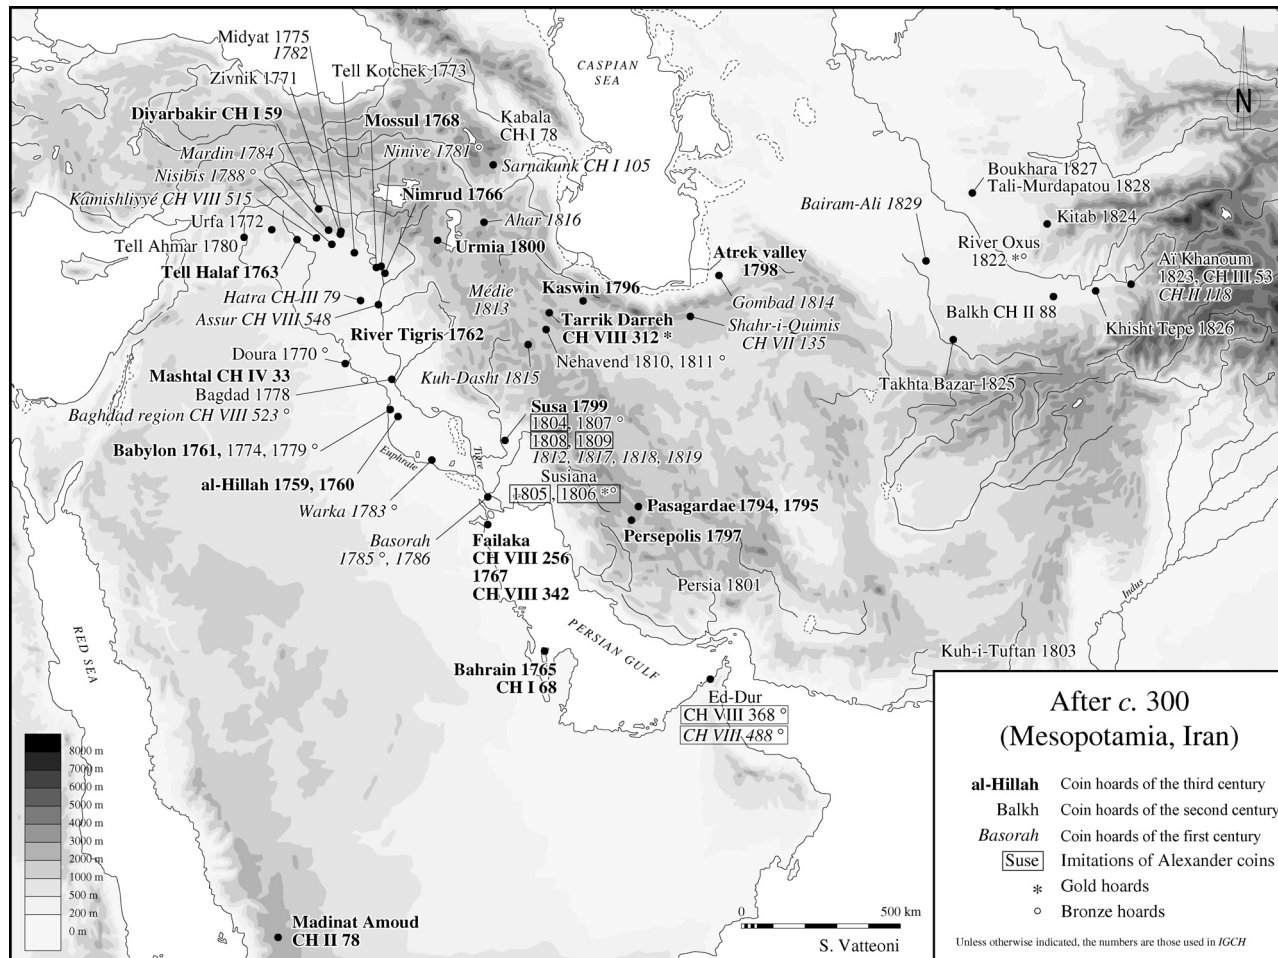 Midyat 1775
1782
Zivnik 1771
Tell Kotchek 1773
Diyarbakir CH I 59
Mossul 1768
Mardin 1784
Ninive 1781 °
Nisibis 1788 °
Kamishliyyé CH VIII 515
Nimrud 1766
Urfa 1772
Tell Ahmar 1780
Tell Halaf 1763
Hatra CH III 79
Assur CH VIII 548
River Tigris 1762
Doura 1770 °
Mashtal CH IV 33
Bagdad 1778
Baghdad region CH VIII 523 °
Babylon 1761, 1774, 1779 °
al-Hillah 1759, 1760
Warka 1783 °
Basorah
1785 °, 1786
Euphrate
Tigre
CASPIAN
SEA
Kabala
CH I 78
Sarnakunk CH I 105
Ahar 1816
Urmia 1800
Médie
1813
Kaswin 1796
Tarrik Darreh
CH VIII 312 *
Nehavend 1810, 1811 °
Kuh-Dasht 1815
Susa 1799
1804, 1807 °
1808, 1809
1812, 1817, 1818, 1819
Susiana
1805, 1806 *°
Failaka
CH VIII 256
1767
CH VIII 342
Pasagardae 1794, 1795
Persepolis 1797
Persia 1801
PERSIAN GULF
Bahrain 1765
CH I 68
Ed-Dur
CH VIII 368 °
CH VIII 488 °
Atrek valley
1798
Gombad 1814
Shahr-i-Quimis
CH VII 135
Bairam-Ali 1829
Boukhara 1827
Tali-Murdapatou 1828
Kitab 1824
River Oxus
1822 *°
Aï Khanoum
1823, CH III 53
CH II 118
Balkh CH II 88
Khisht Tepe 1826
Takhta Bazar 1825
Indus
Kuh-i-Tuftan 1803
RED SEA
Madinat Amoud
CH II 78
N
8000 m
7000 m
6000 m
5000 m
4000 m
3000 m
2000 m
1000 m
500 m
200 m
0 m
0 500 km
S. Vatteoni
After c. 300
(Mesopotamia, Iran)
al-Hillah Coin hoards of the third century
Balkh Coin hoards of the second century
Basorah Coin hoards of the first century
Suse Imitations of Alexander coins
* Gold hoards
° Bronze hoards
Unless otherwise indicated, the numbers are those used in IGCH